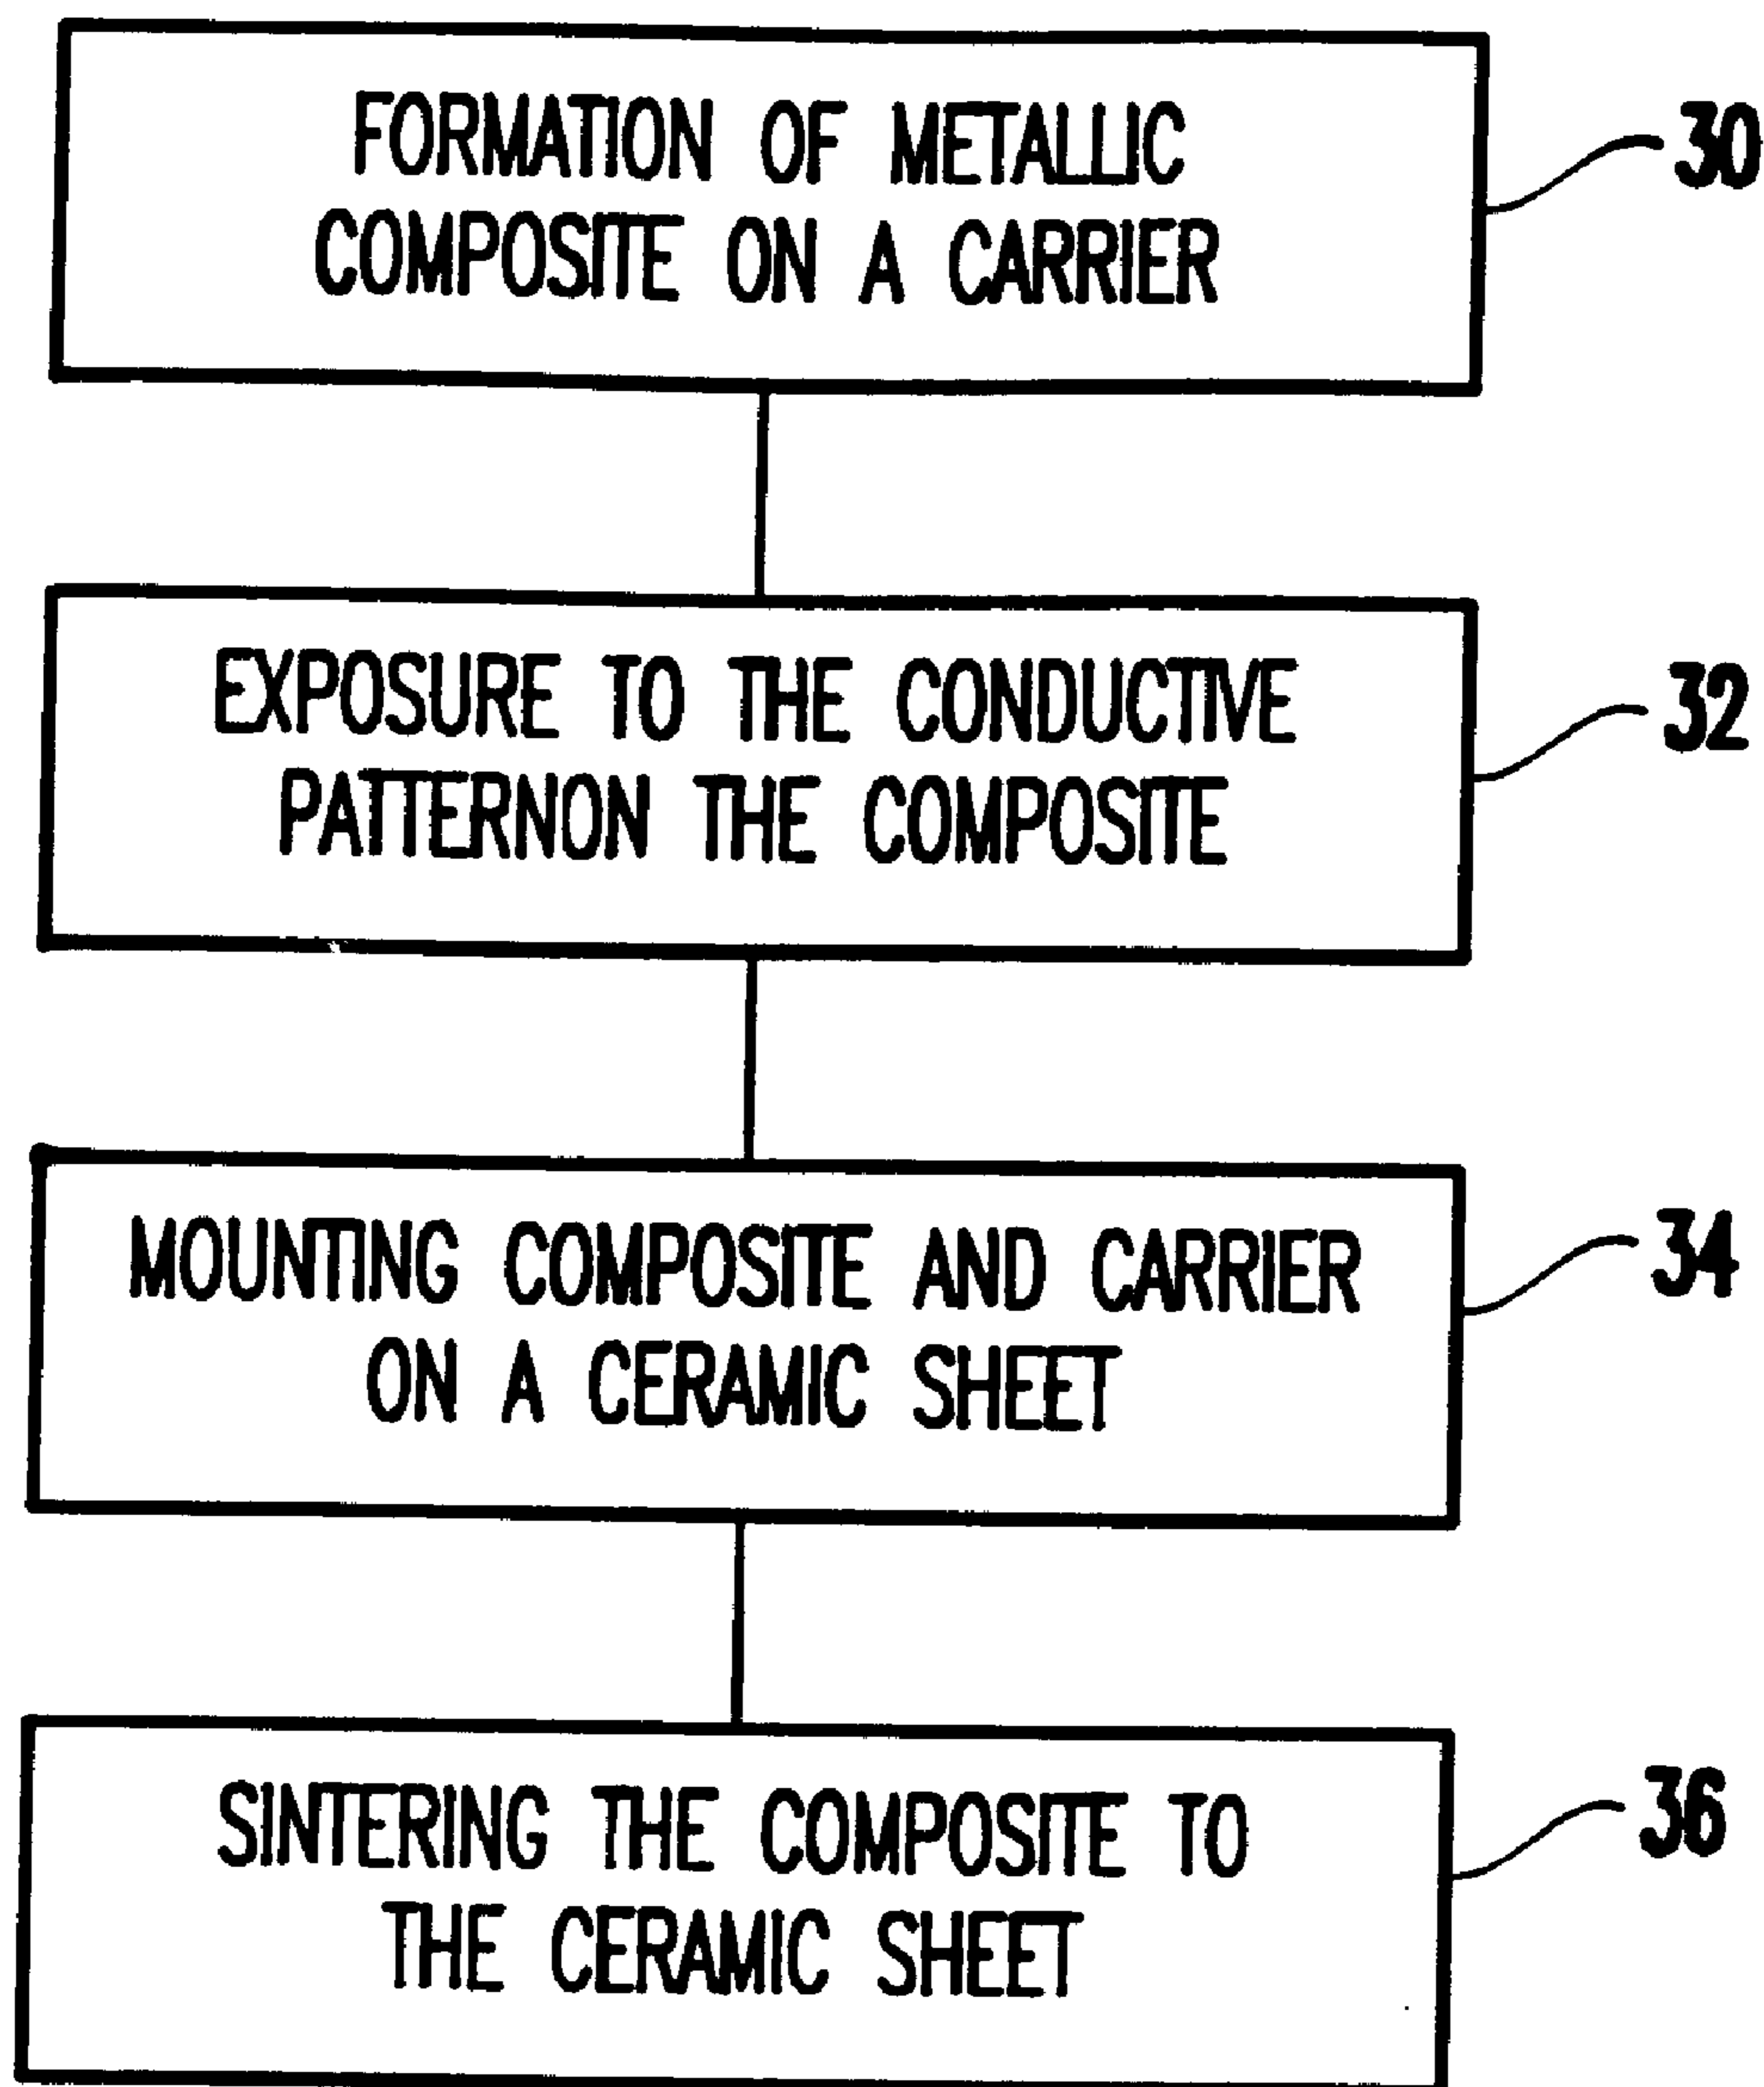 FORMATION OF METALLIC
COMPOSITE ON A CARRIER
30
EXPOSURE TO THE CONDUCTIVE
PATTERNON THE COMPOSITE
32
MOUNTING COMPOSITE AND CARRIER
ON A CERAMIC SHEET
34
SINTERING THE COMPOSITE TO
THE CERAMIC SHEET
36